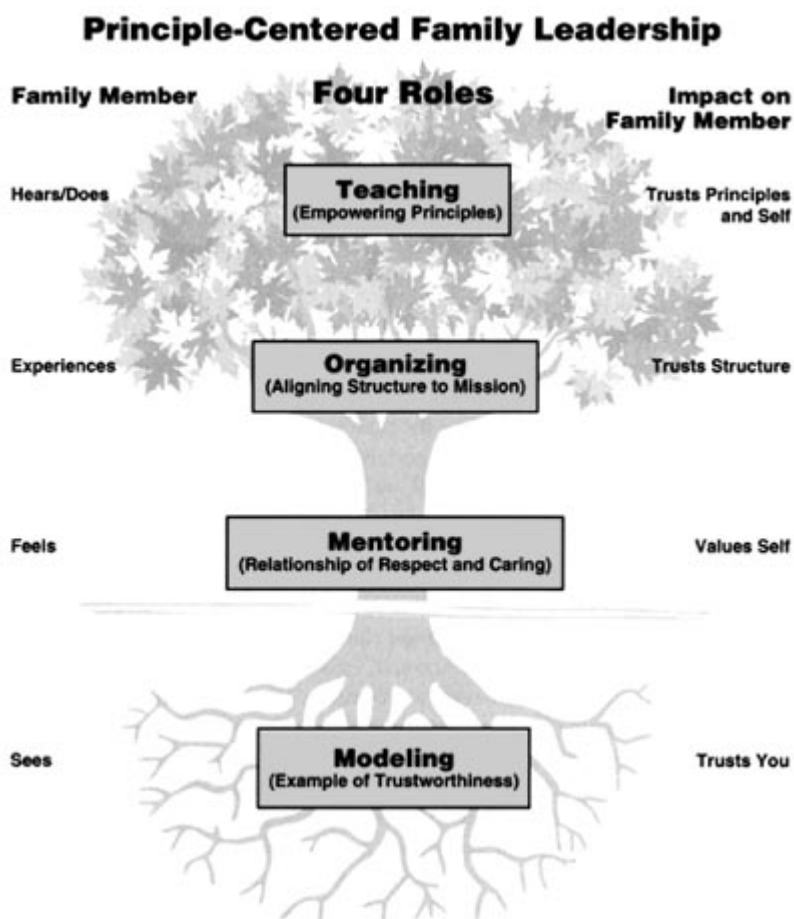 Principle-Centered Family Leadership
Family Member
Four Roles
Impact on
Family Member
Hears/Does
Teaching
(Empowering Principles)
Trusts Principles
and Self
Experiences
Organizing
(Aligning Structure to Mission)
Trusts Structure
Feels
Mentoring
(Relationship of Respect and Caring)
Values Self
Sees
Modeling
(Example of Trustworthiness)
Trusts You